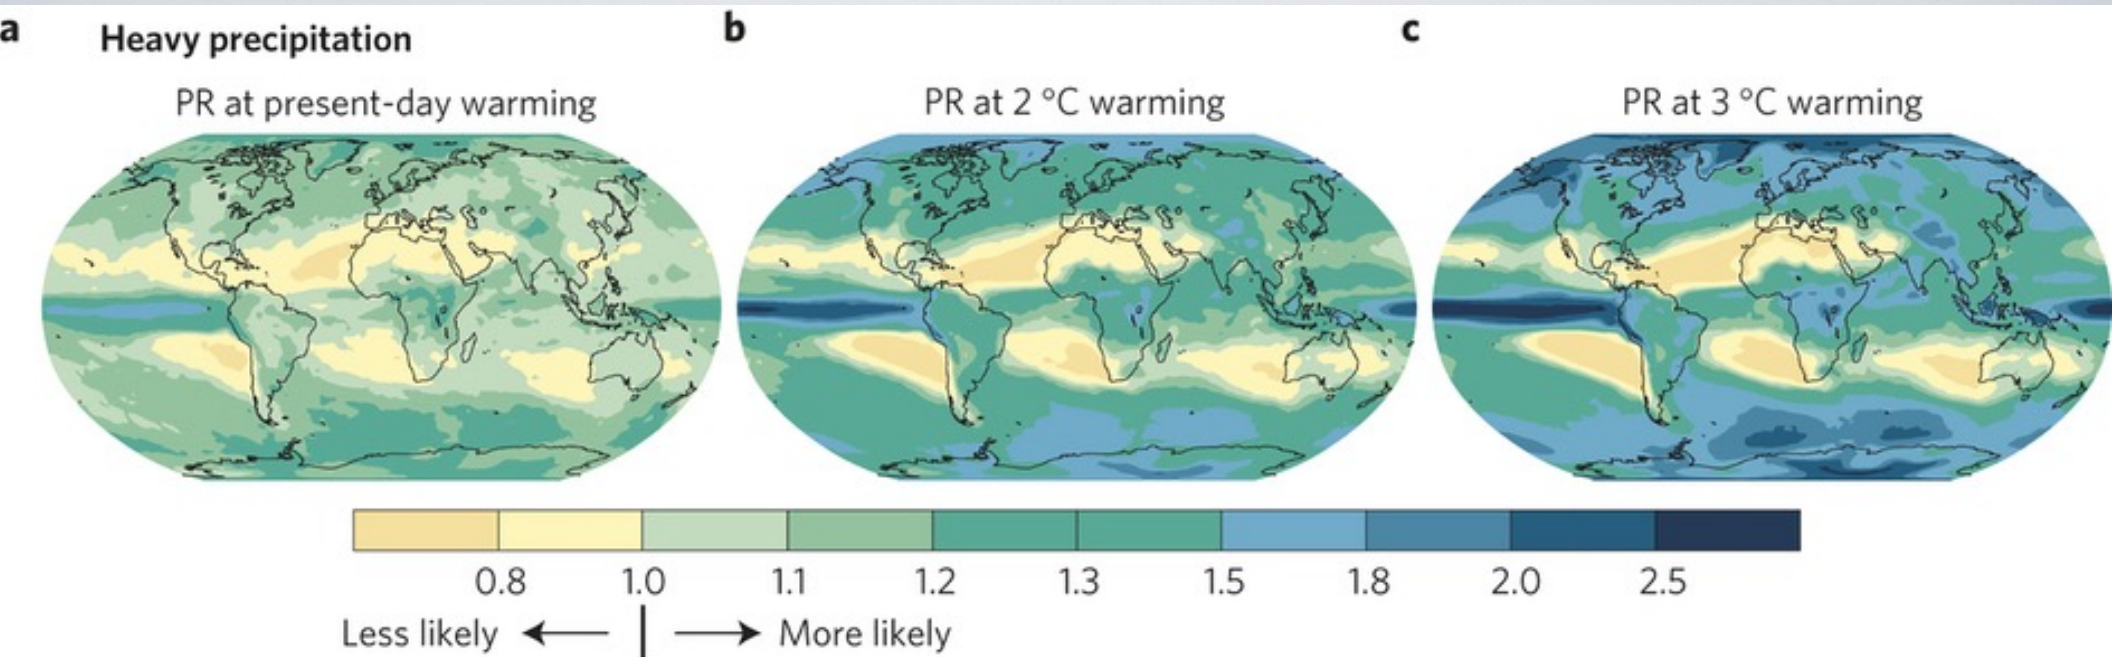 a
Heavy precipitation
PR at present-day warming
b
PR at 2 °C warming
c
PR at 3 °C warming
0.8 1.0 1.1 1.2 1.3 1.5 1.8 2.0 2.5
Less likely More likely